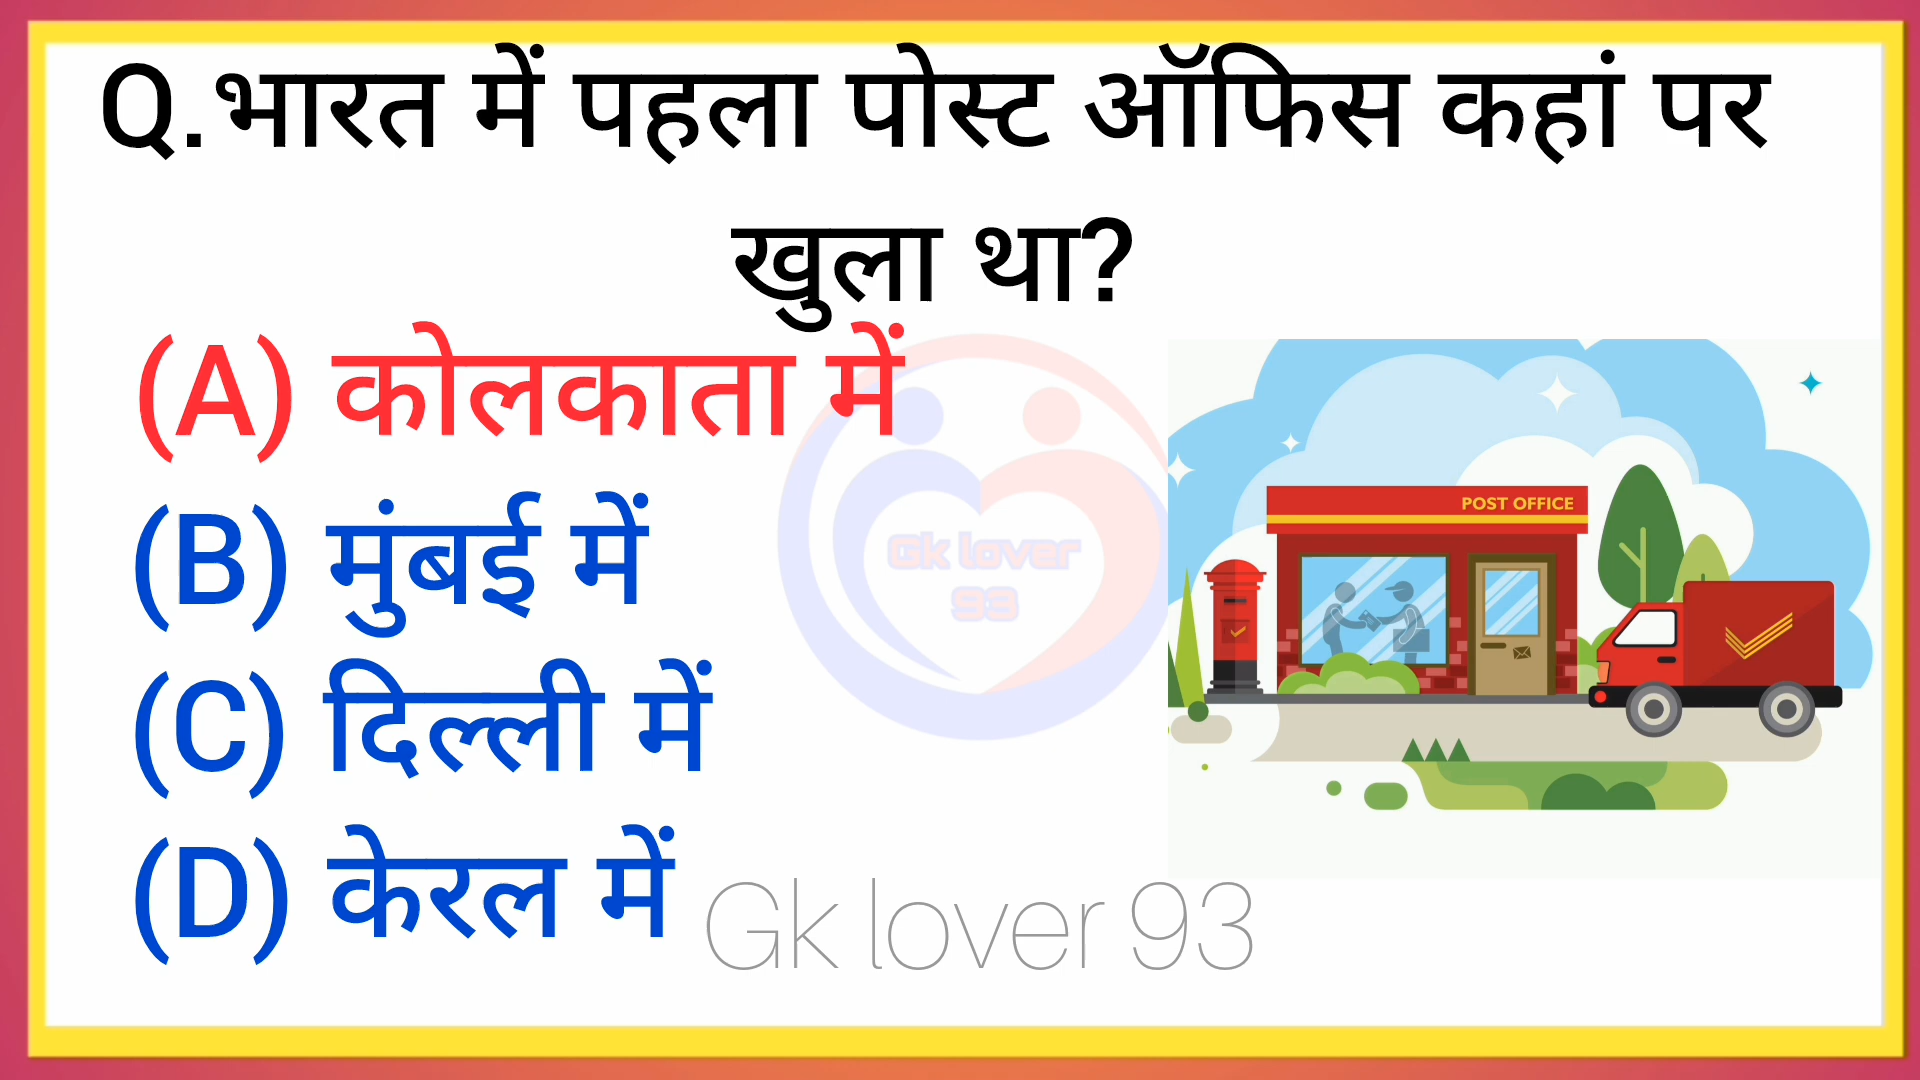 Q.भारत में पहला पोस्ट ऑफिस कहां पर
खुला था?
(A) कोलकाता में
(B) मुंबई में
(C) दिल्ली में
(D) केरल में
Gk lover
93
POST OFFICE
Gk lover 93